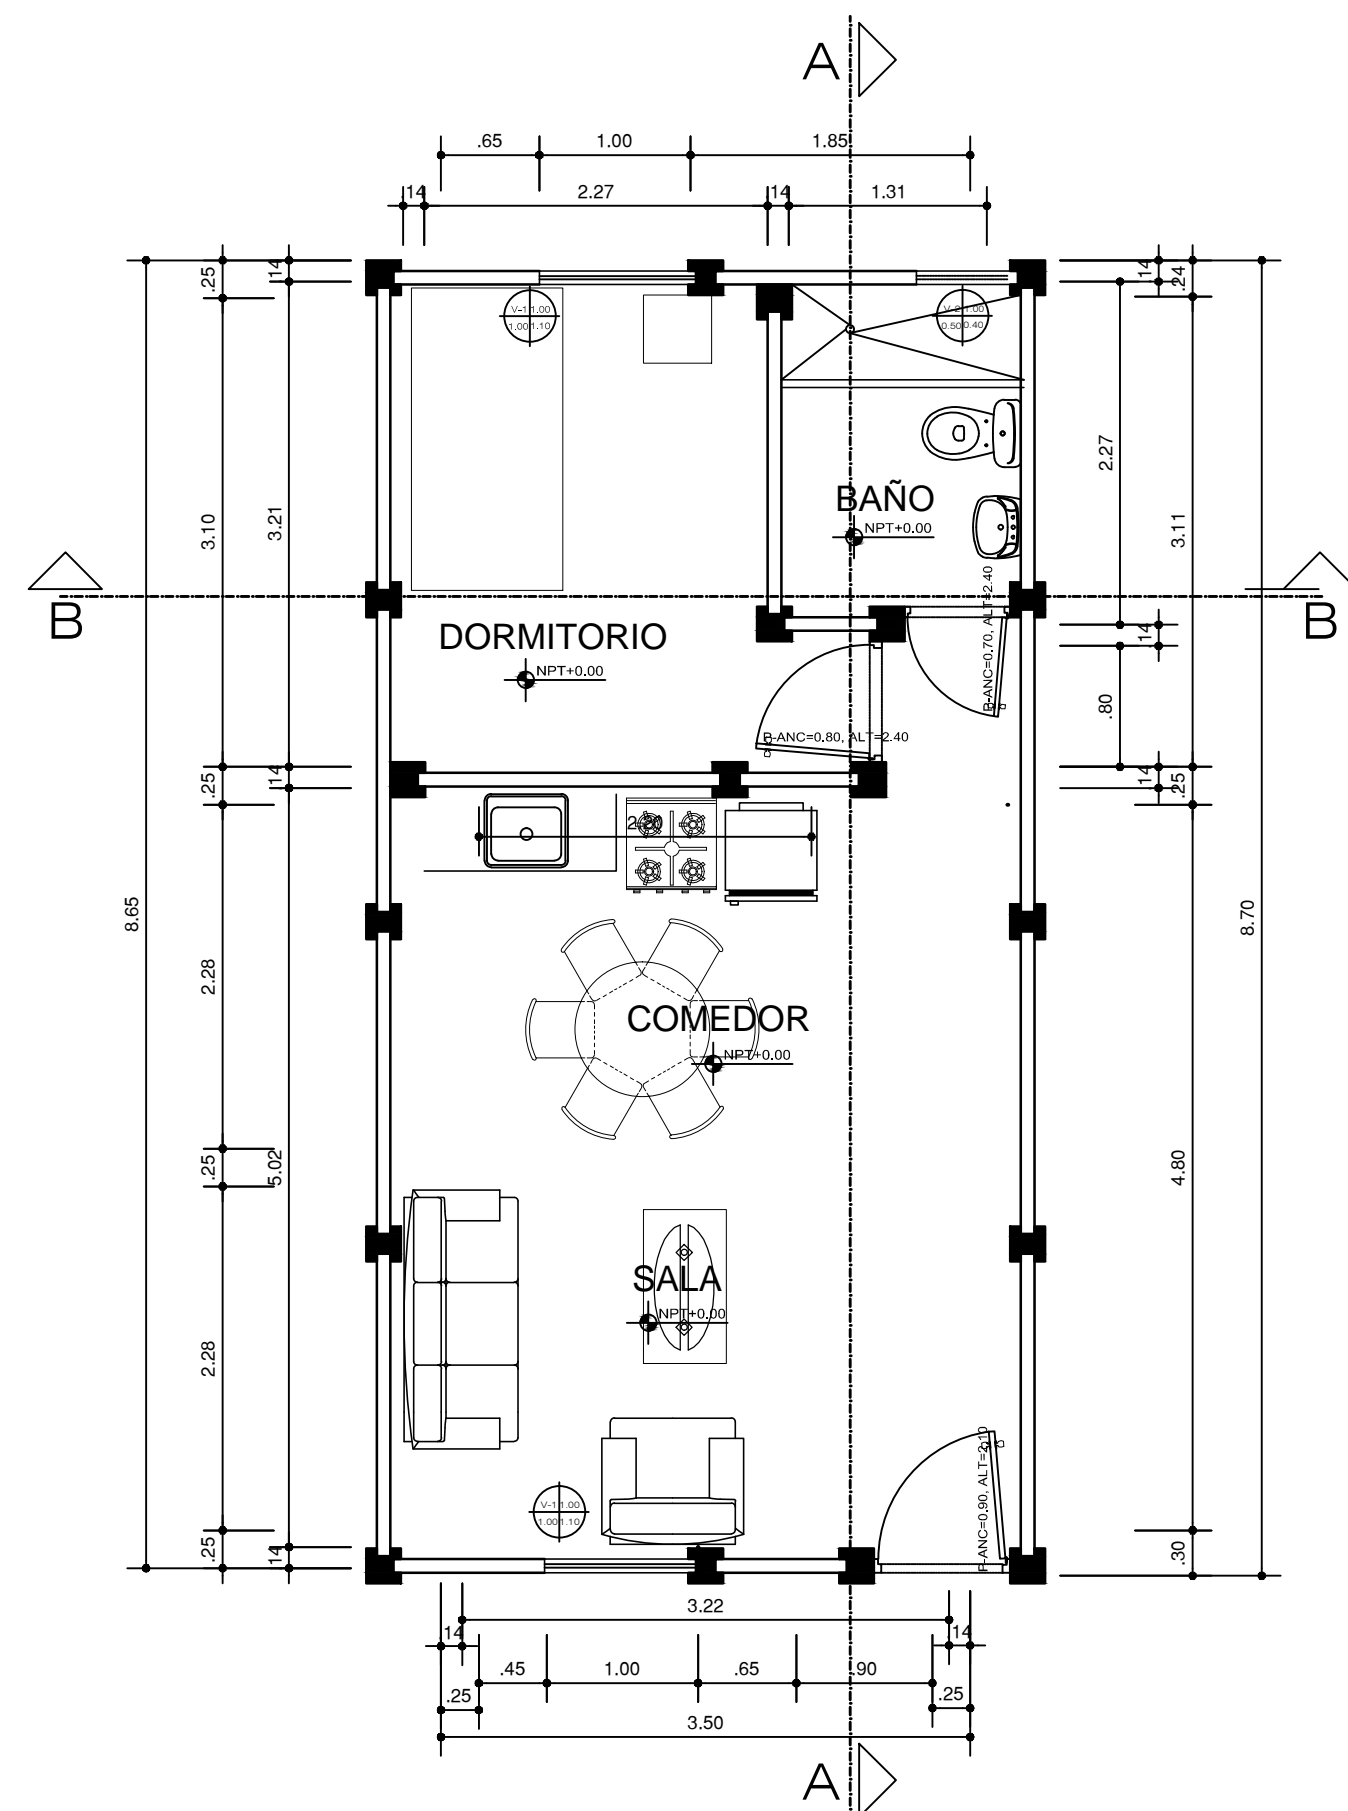 A
.65 1.00 1.85
.14 2.27 .14 1.31
.25 .14 .14 .24
V-1 1.00
1.00 1.10
V-2 1.00
0.50 0.40
2.27
BAÑO
NPT+0.00
3.10 3.21 3.11
B B
P-ANC=0.70, ALT=2.40
DORMITORIO
NPT+0.00
.14
.80
P-ANC=0.80, ALT=2.40
.25 .14 .14 .25
8.65 8.70
2.28
COMEDOR
NPT+0.00
.25 5.02 4.80
SALA
NPT+0.00
2.28
P-ANC=0.90, ALT=2.10
V-1 1.00
1.00 1.10
.25 .14 .30
3.22
.14 .14
.45 1.00 .65 .90
.25 .25
3.50
A